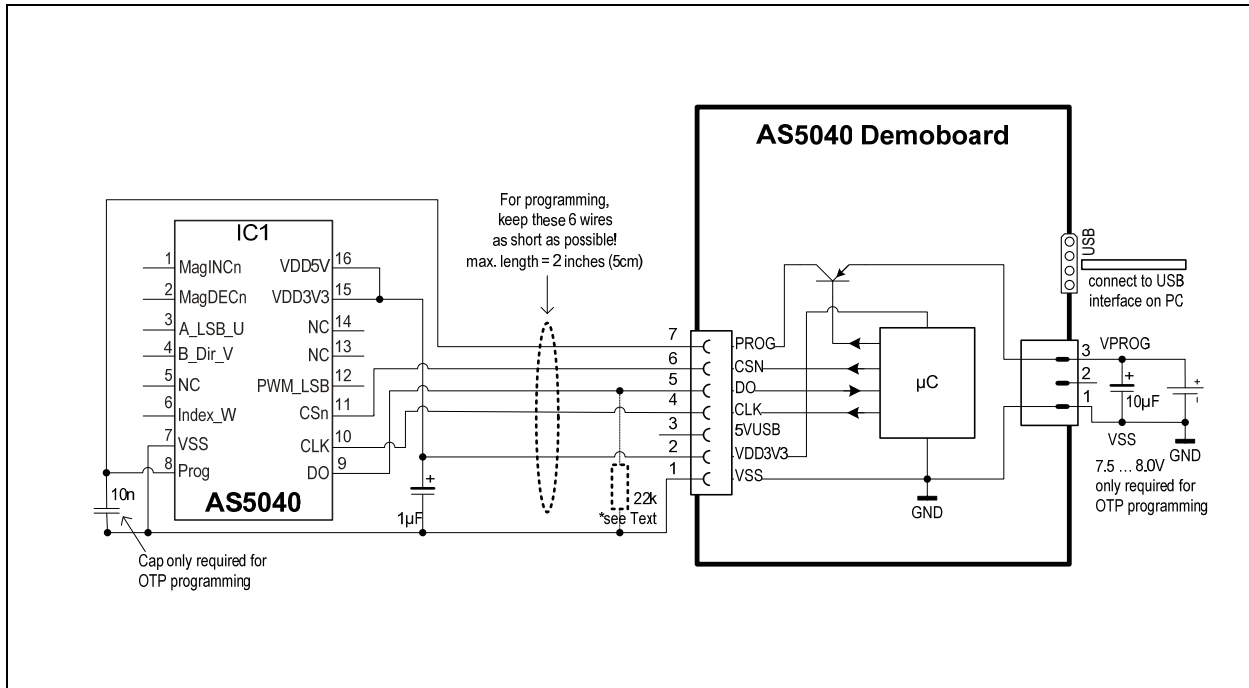 AS5040 Demoboard
For programming,
keep these 6 wires
as short as possible!
max. length = 2 inches (5cm)
IC1
1 MagINCn
2 MagDECn
3 A_LSB_U
4 B_Dir_V
5 NC
6 Index_W
7 VSS
8 Prog
VDD5V 16
VDD3V3 15
NC 14
NC 13
PWM_LSB 12
CSn 11
CLK 10
DO 9
AS5040
10n
Cap only required for
OTP programming
+
1µF
22k
*see Text
7 PROG
6 CSN
5 DO
4 CLK
3 5VUSB
2 VDD3V3
1 VSS
µC
GND
USB
connect to USB
interface on PC
3 VPROG
2
1
+
10µF
+
-
VSS
GND
7.5 ... 8.0V
only required for
OTP programming